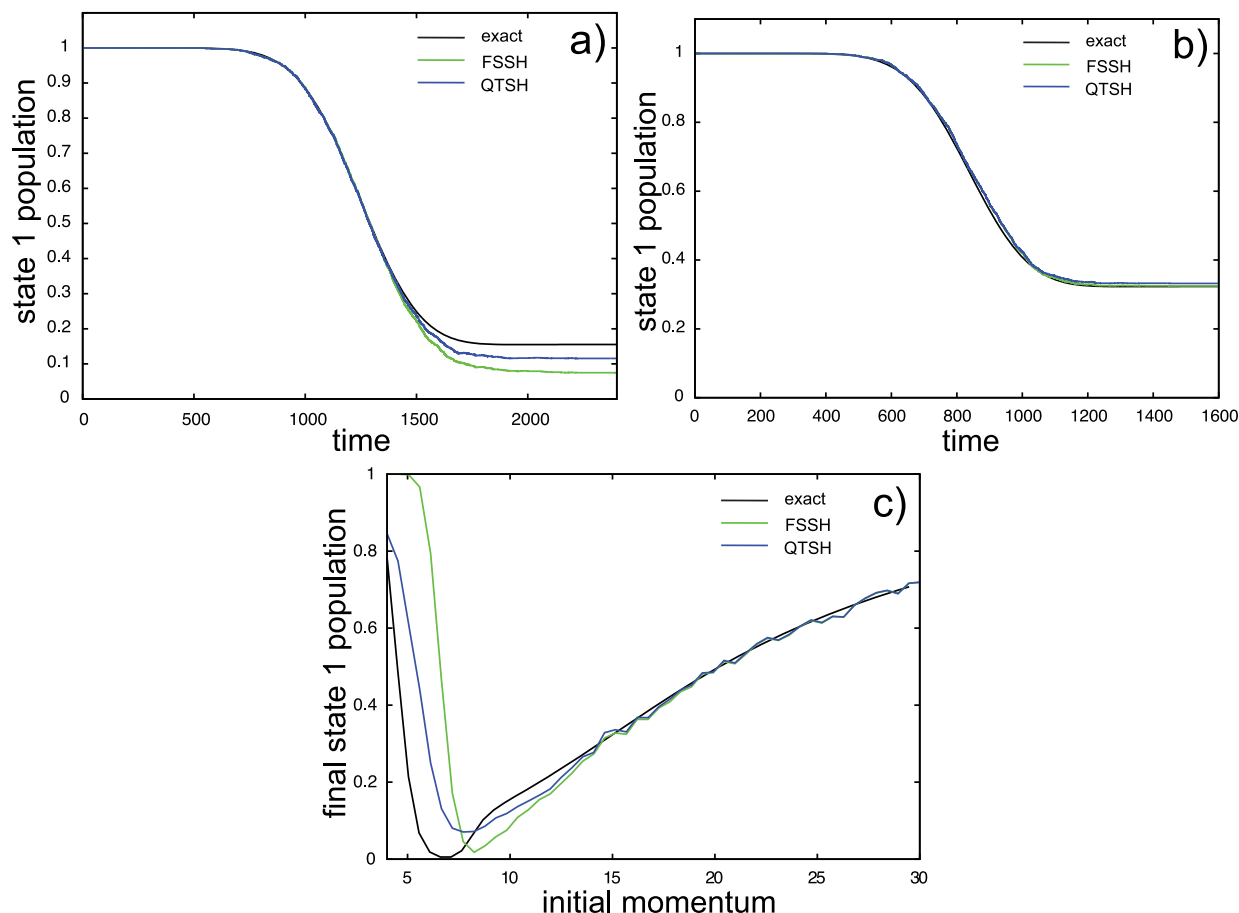 a)
exact
FSSH
QTSH
state 1 population
1
0.9
0.8
0.7
0.6
0.5
0.4
0.3
0.2
0.1
0
0
500
1000
1500
2000
time
b)
exact
FSSH
QTSH
state 1 population
1
0.8
0.6
0.4
0.2
0
0
200
400
600
800
1000
1200
1400
1600
time
c)
exact
FSSH
QTSH
final state 1 population
1
0.8
0.6
0.4
0.2
0
5
10
15
20
25
30
initial momentum